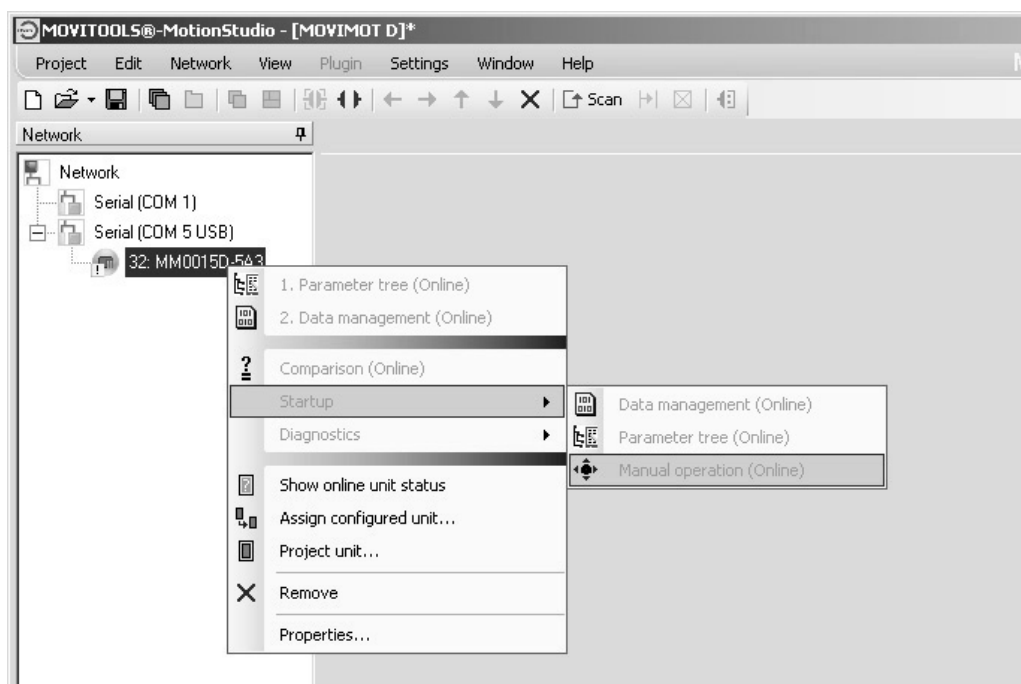 MOVITOOLS®-MotionStudio - [MOVIMOT D]*
Project Edit Network View Plugin Settings Window Help
Scan
Network
Network
Serial (COM 1)
Serial (COM 5 USB)
32: MM0015D-5A3
1. Parameter tree (Online)
2. Data management (Online)
Comparison (Online)
Startup
Diagnostics
Show online unit status
Assign configured unit...
Project unit...
Remove
Properties...
Data management (Online)
Parameter tree (Online)
Manual operation (Online)